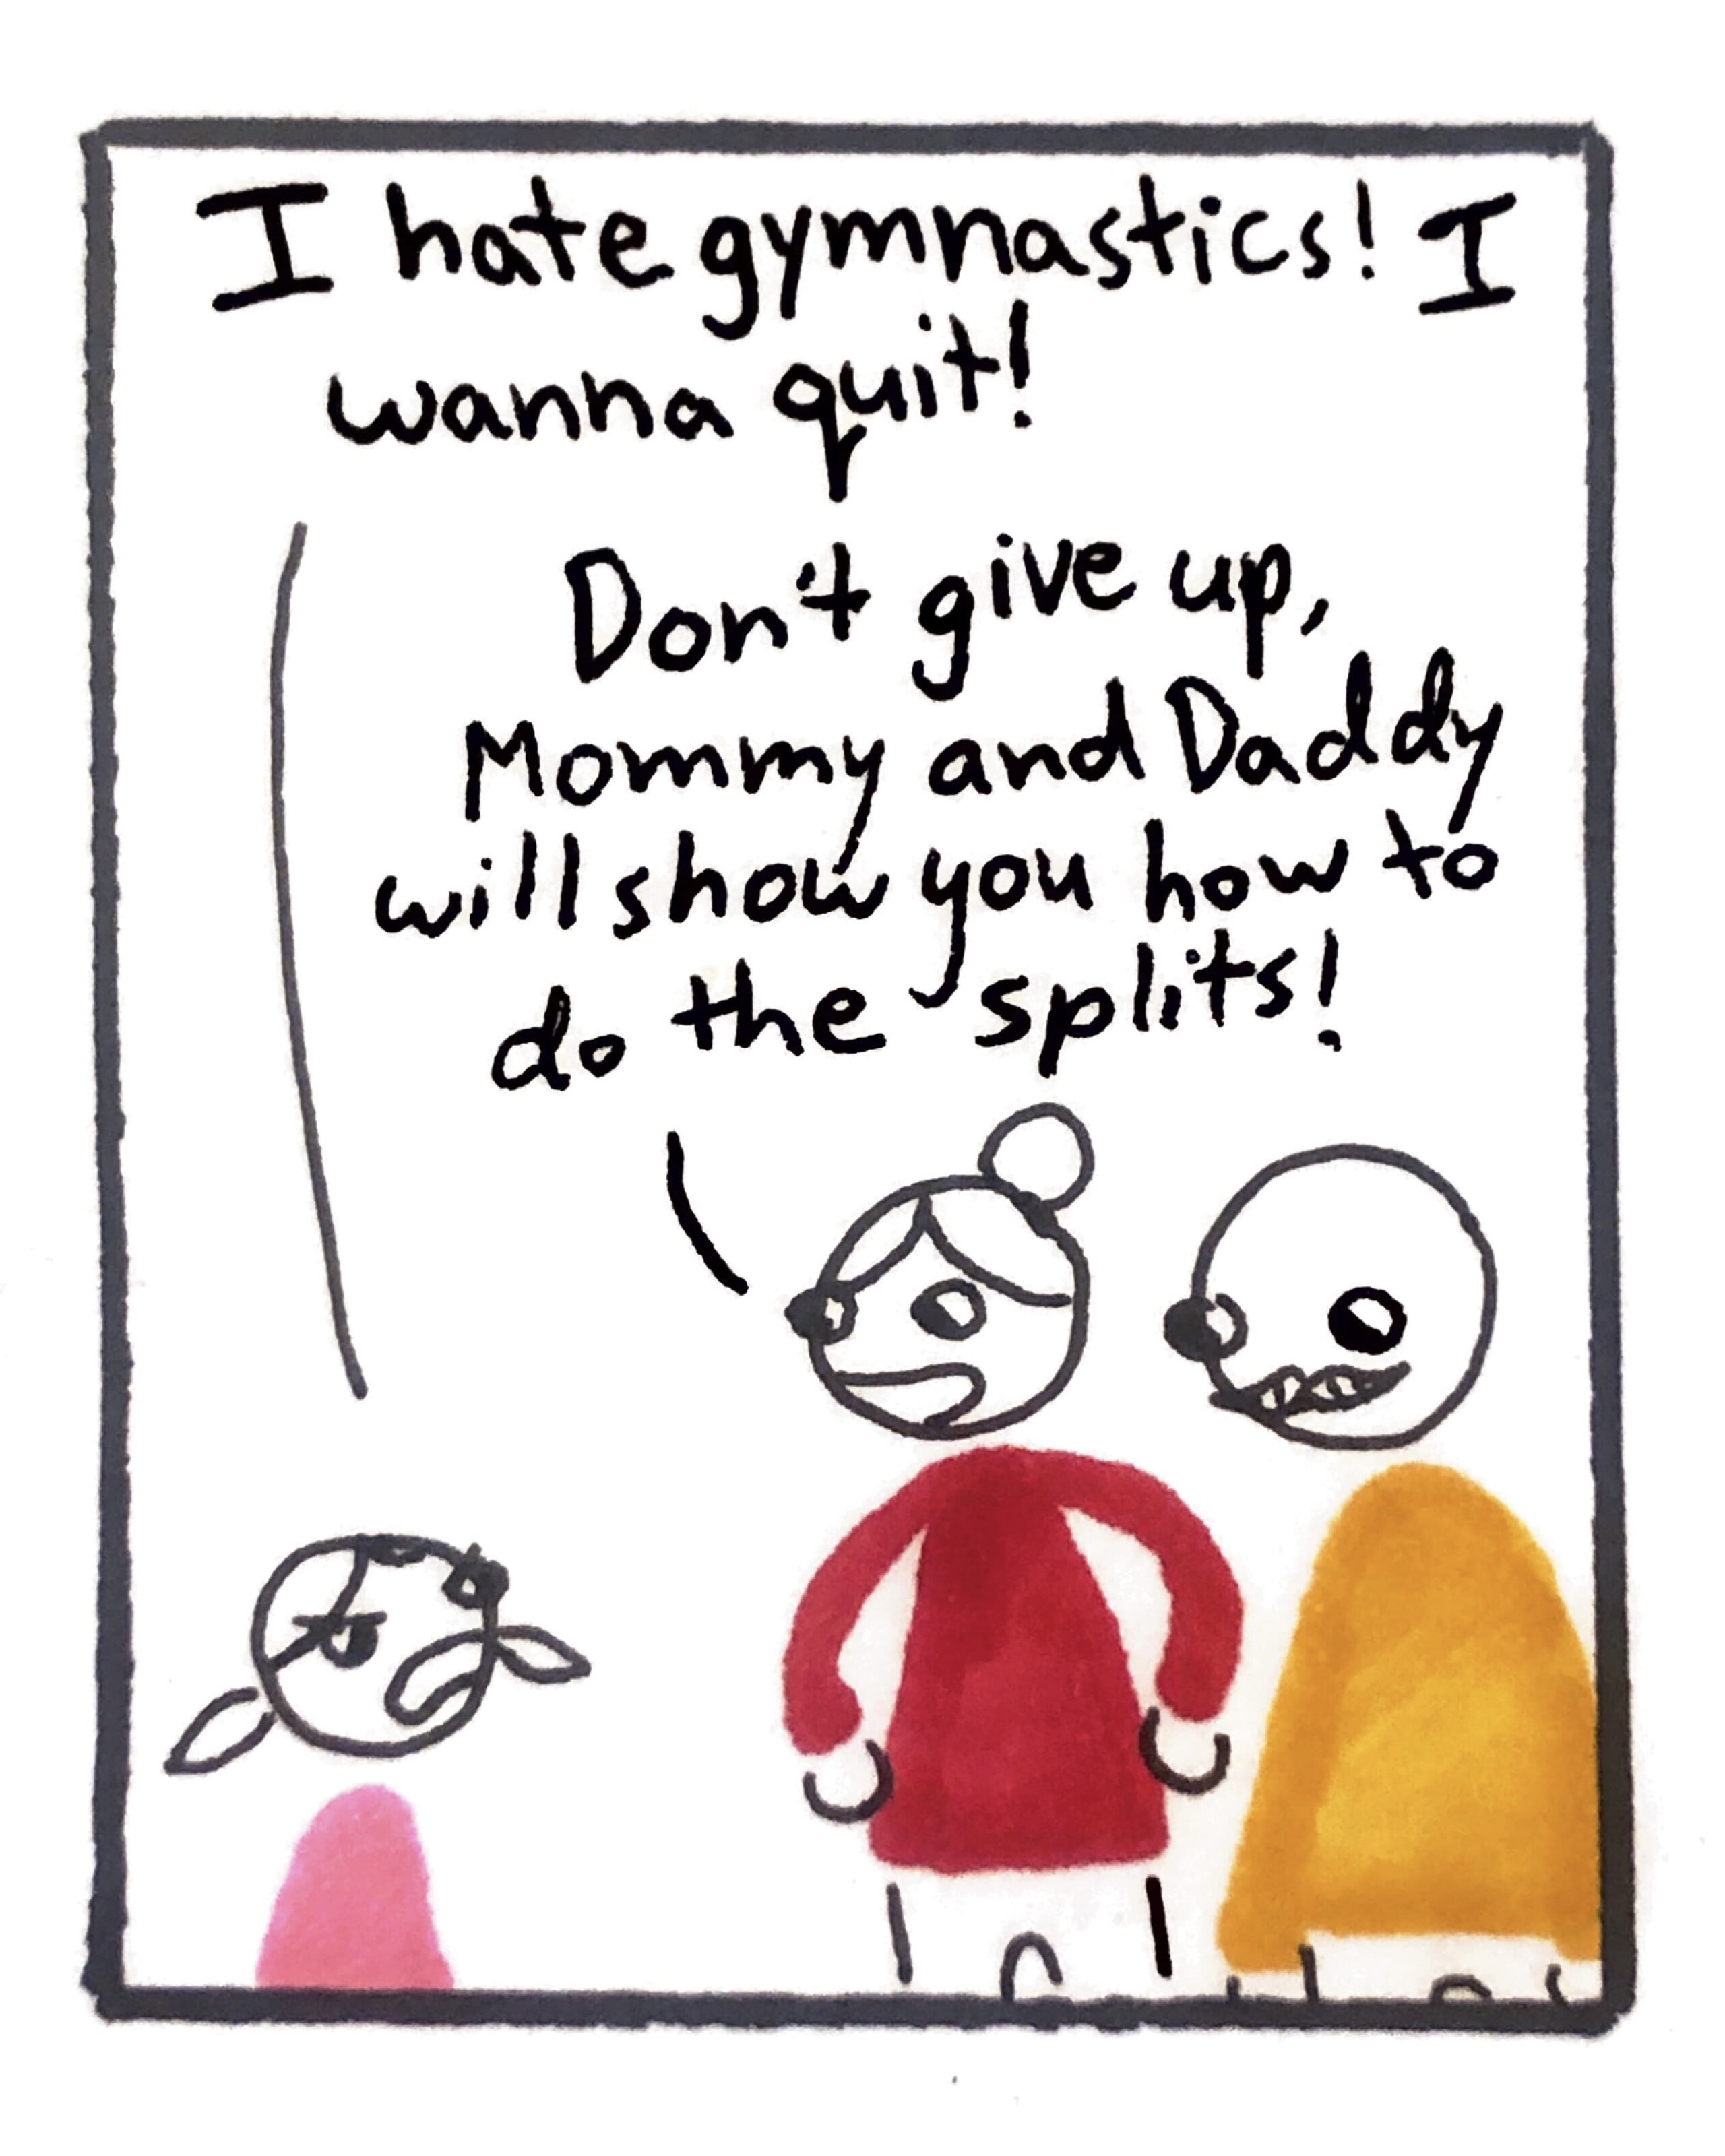 I hate gymnastics! I
wanna quit!
Don't give up,
Mommy and Daddy
will show you how to
do the splits!